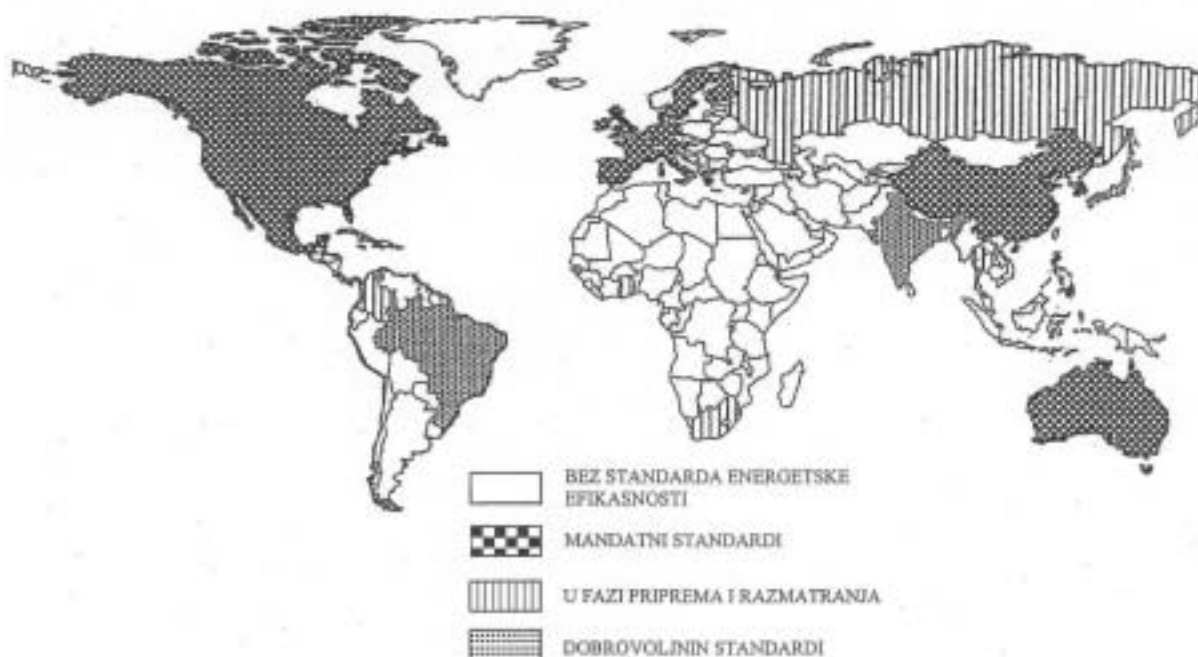 BEZ STANDARDA ENERGETSKE
EFIKASNOSTI
MANDATNI STANDARDI
U FAZI PRIPREMA I RAZMATRANJA
DOBROVOLJNIN STANDARDI